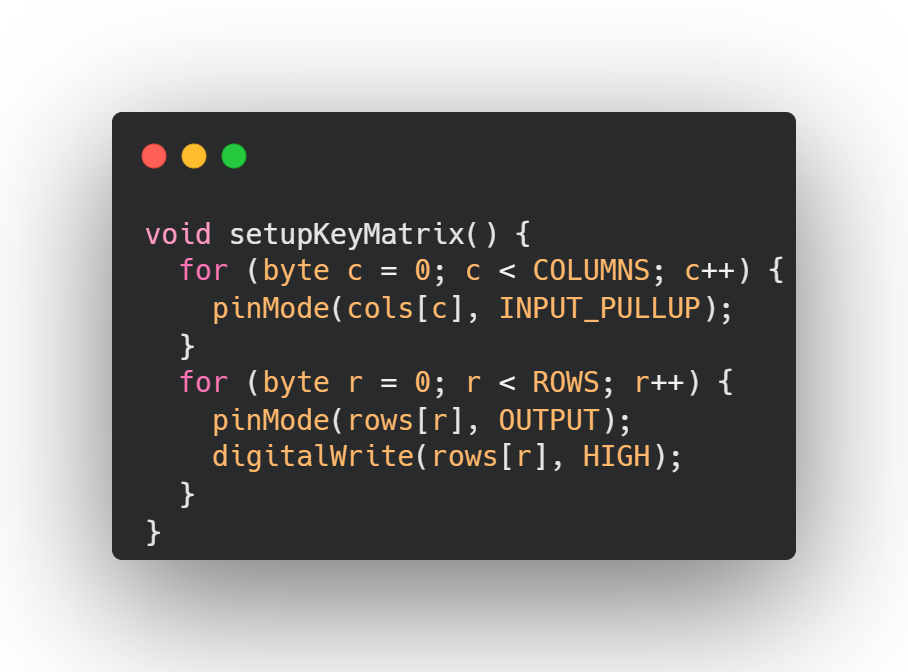 void setupKeyMatrix() {
  for (byte c = 0; c < COLUMNS; c++) {
    pinMode(cols[c], INPUT_PULLUP);
  }
  for (byte r = 0; r < ROWS; r++) {
    pinMode(rows[r], OUTPUT);
    digitalWrite(rows[r], HIGH);
  }
}